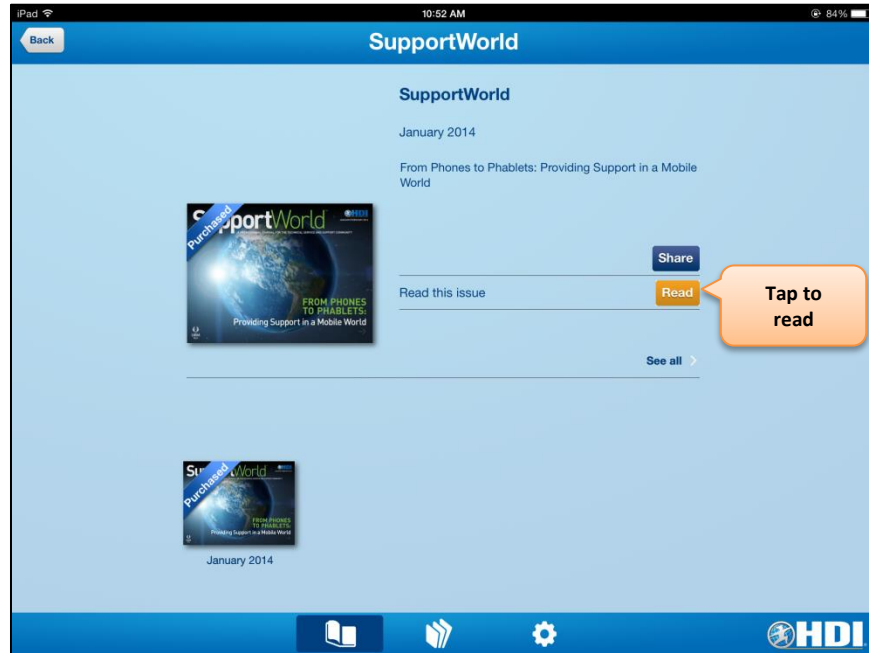 iPad
10:52 AM
84%
Back
SupportWorld
SupportWorld
January 2014
From Phones to Phablets: Providing Support in a Mobile
World
Purchased
SupportWorld
HDI
FROM PHONES
TO PHABLETS:
Providing Support in a Mobile World
Share
Read this issue
Read
Tap to
read
See all
Purchased
SupportWorld
HDI
FROM PHONES
TO PHABLETS:
Providing Support in a Mobile World
January 2014
HDI